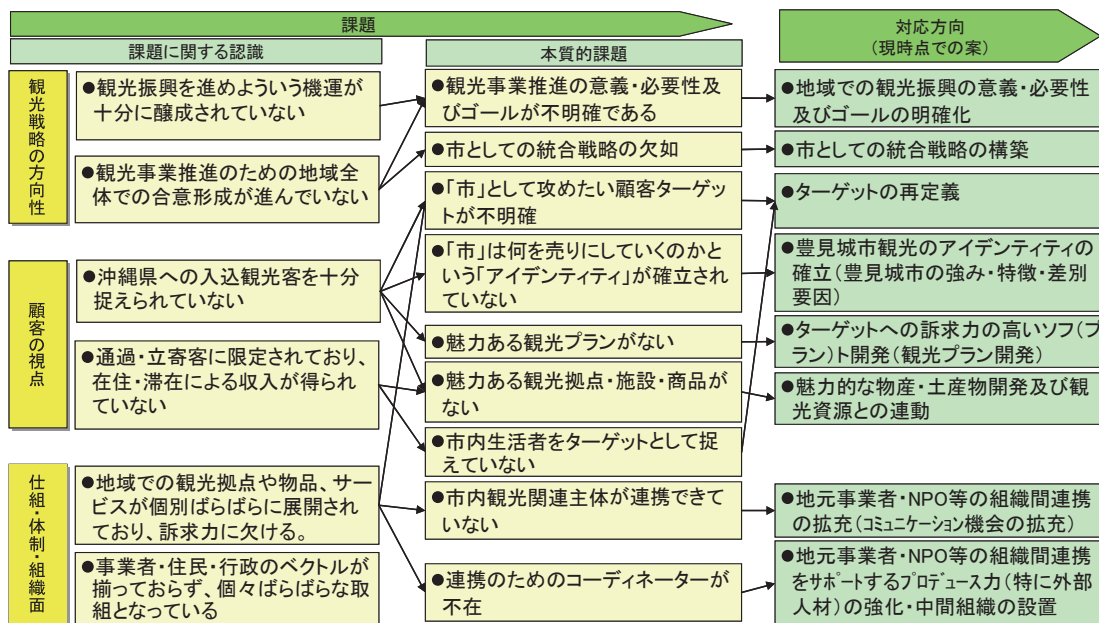 課題
対応方向
(現時点での案)
課題に関する認識
本質的課題
観光戦略の方向性
●観光振興を進めよういう機運が
十分に醸成されていない
●観光事業推進のための地域全
体での合意形成が進んでいない
顧客の視点
●沖縄県への入込観光客を十分
捉えられていない
●通過・立寄客に限定されており、
在住・滞在による収入が得られ
ていない
仕組・体制・組織面
●地域での観光拠点や物品、サー
ビスが個別ばらばらに展開され
ており、訴求力に欠ける。
●事業者・住民・行政のベクトルが
揃っておらず、個々ばらばらな取
組となっている
●観光事業推進の意義・必要性
及びゴールが不明確である
●市としての統合戦略の欠如
●「市」として攻めたい顧客ターゲッ
トが不明確
●「市」は何を売りにしていくのかと
いう「アイデンティティ」が確立され
ていない
●魅力ある観光プランがない
●魅力ある観光拠点・施設・商品が
ない
●市内生活者をターゲットとして捉
えていない
●市内観光関連主体が連携できて
いない
●連携のためのコーディネーターが
不在
●地域での観光振興の意義・必要性
及びゴールの明確化
●市としての統合戦略の構築
●ターゲットの再定義
●豊見城市観光のアイデンティティの
確立(豊見城市の強み・特徴・差別
要因)
●ターゲットへの訴求力の高いソフ(プ
ラン)ト開発(観光プラン開発)
●魅力的な物産・土産物開発及び観
光資源との連動
●地元事業者・NPO等の組織間連携
の拡充(ｺﾐｭﾆｹｰｼｮﾝ機会の拡充)
●地元事業者・NPO等の組織間連携
をｻﾎﾟｰﾄするﾌﾟﾛﾃﾞｭｰｽ力(特に外部
人材)の強化・中間組織の設置